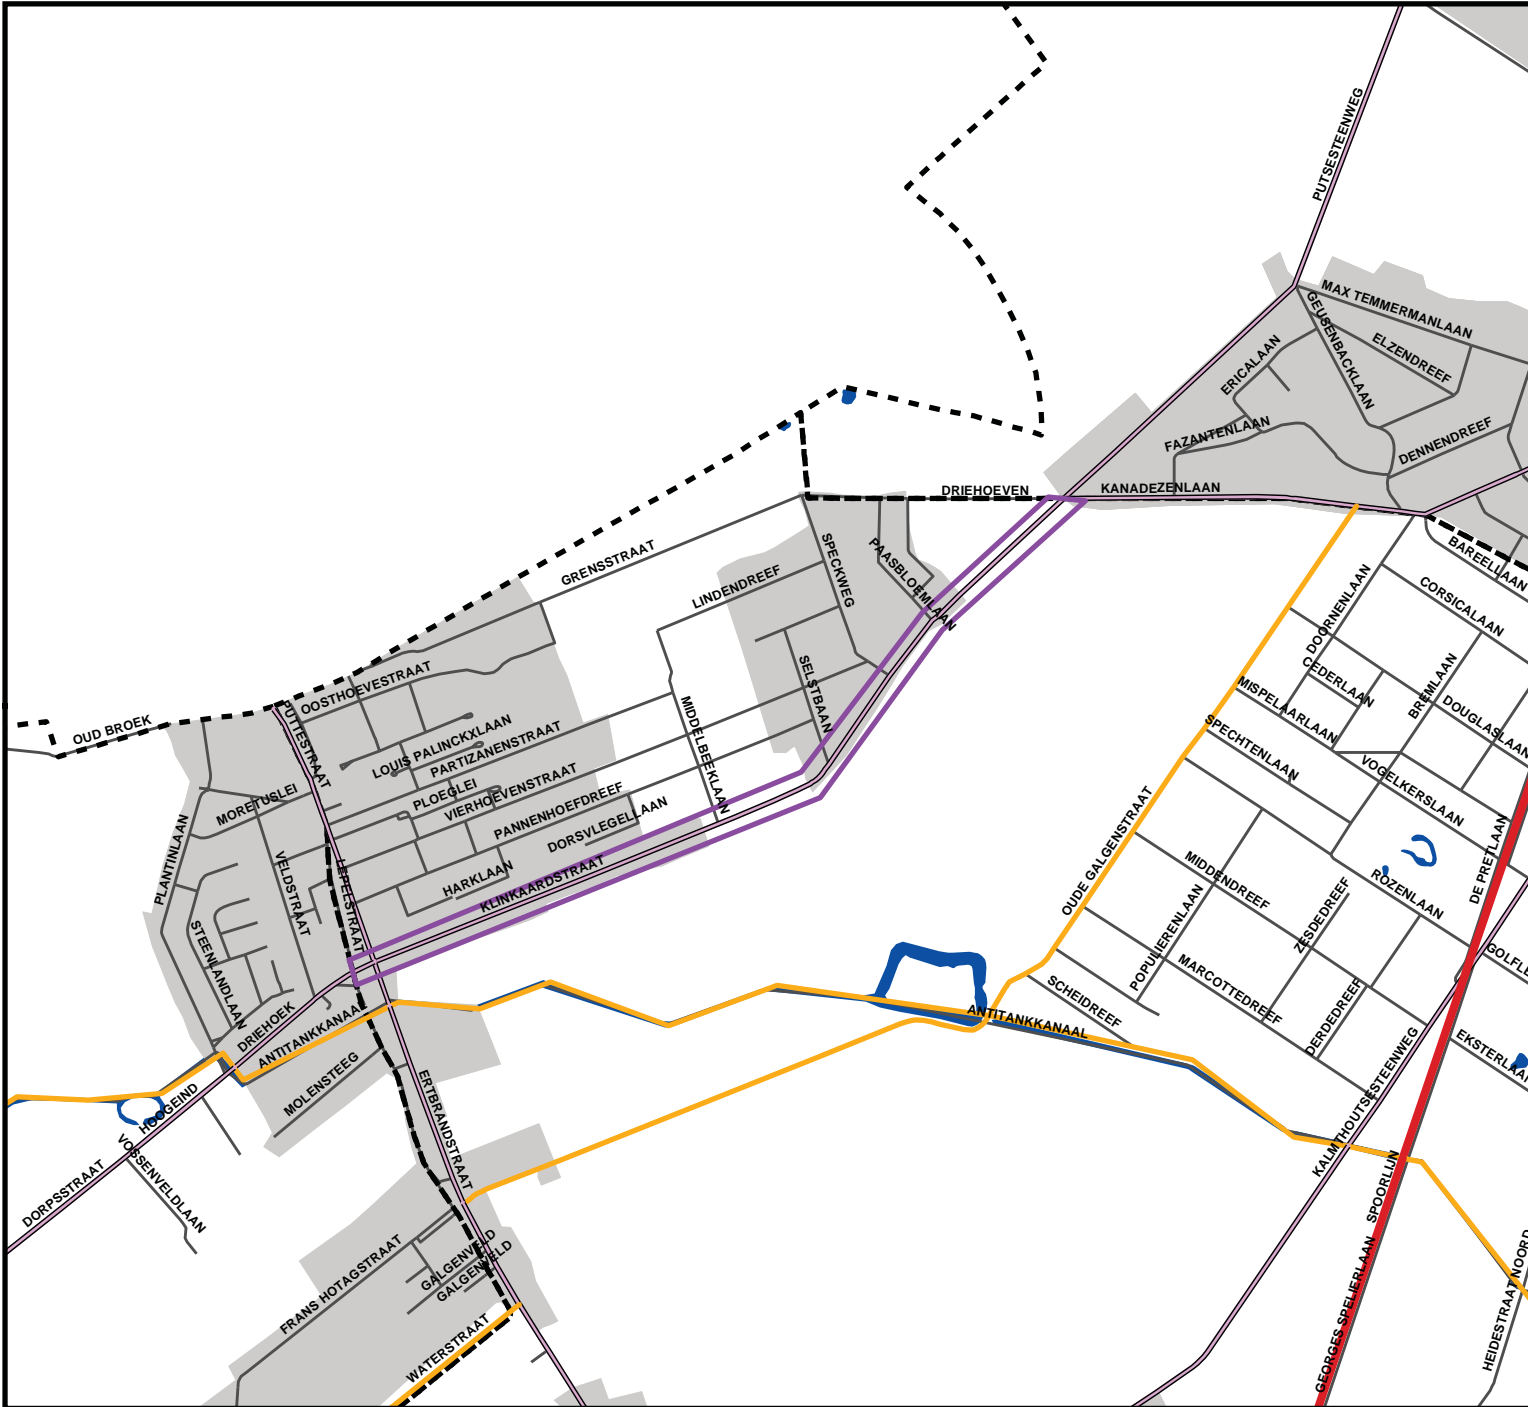 PUTSESTEENWEG
MAX TEMMERMANLAAN
GEUSENBACKLAAN
ELZENDREEF
ERICALAAN
FAZANTENLAAN
DENNENDREEF
DRIEHOEVEN
KANADEZENLAAN
GRENSSTRAAT
LINDENDREEF
SPECKWEG
PAASBLOEMLAAN
BAREELLAAN
CORSICALAAN
DOORNENLAAN
CEDERLAAN
BREMLAAN
MISPELAARLAAN
DOUGLASLAAN
SPECHTENLAAN
VOGELKERSLAAN
OOSTHOEVESTRAAT
SELSTBAAN
OUD BROEK
PUTTESTRAAT
LOUIS PALINCKXLAAN
PARTIZANENSTRAAT
MIDDELBEEKLAAN
PLOEGLEI
VIERHOEVENSTRAAT
MORETUSLEI
PANNENHOEFDREEF
DORSVLEGELLAAN
PLANTINLAAN
VELDSTRAAT
LEPELSTRAAT
HARKLAAN
KLINKAARDSTRAAT
OUDE GALGENSTRAAT
MIDDENDREEF
DE PRETLAAN
ROZENLAAN
ZESDEDREEF
POPULIERENLAAN
MARCOTTEDREEF
SCHEIDREEF
DERDEDREEF
STEENLANDLAAN
DRIEHOEK
ANTITANKKANAAL
ANTITANKKANAAL
MOLENSTEEG
HOOGEIND
VOSSENVELDLAAN
DORPSSTRAAT
ERTBRANDSTRAAT
KALMTHOUTSESTEENWEG
EKSTERLAAN
SPOORLIJN
GEORGES SPELIERLAAN
HEIDESTRAAT NOORD
FRANS HOTAGSTRAAT
GALGENVELD
GALGENVELD
WATERSTRAAT